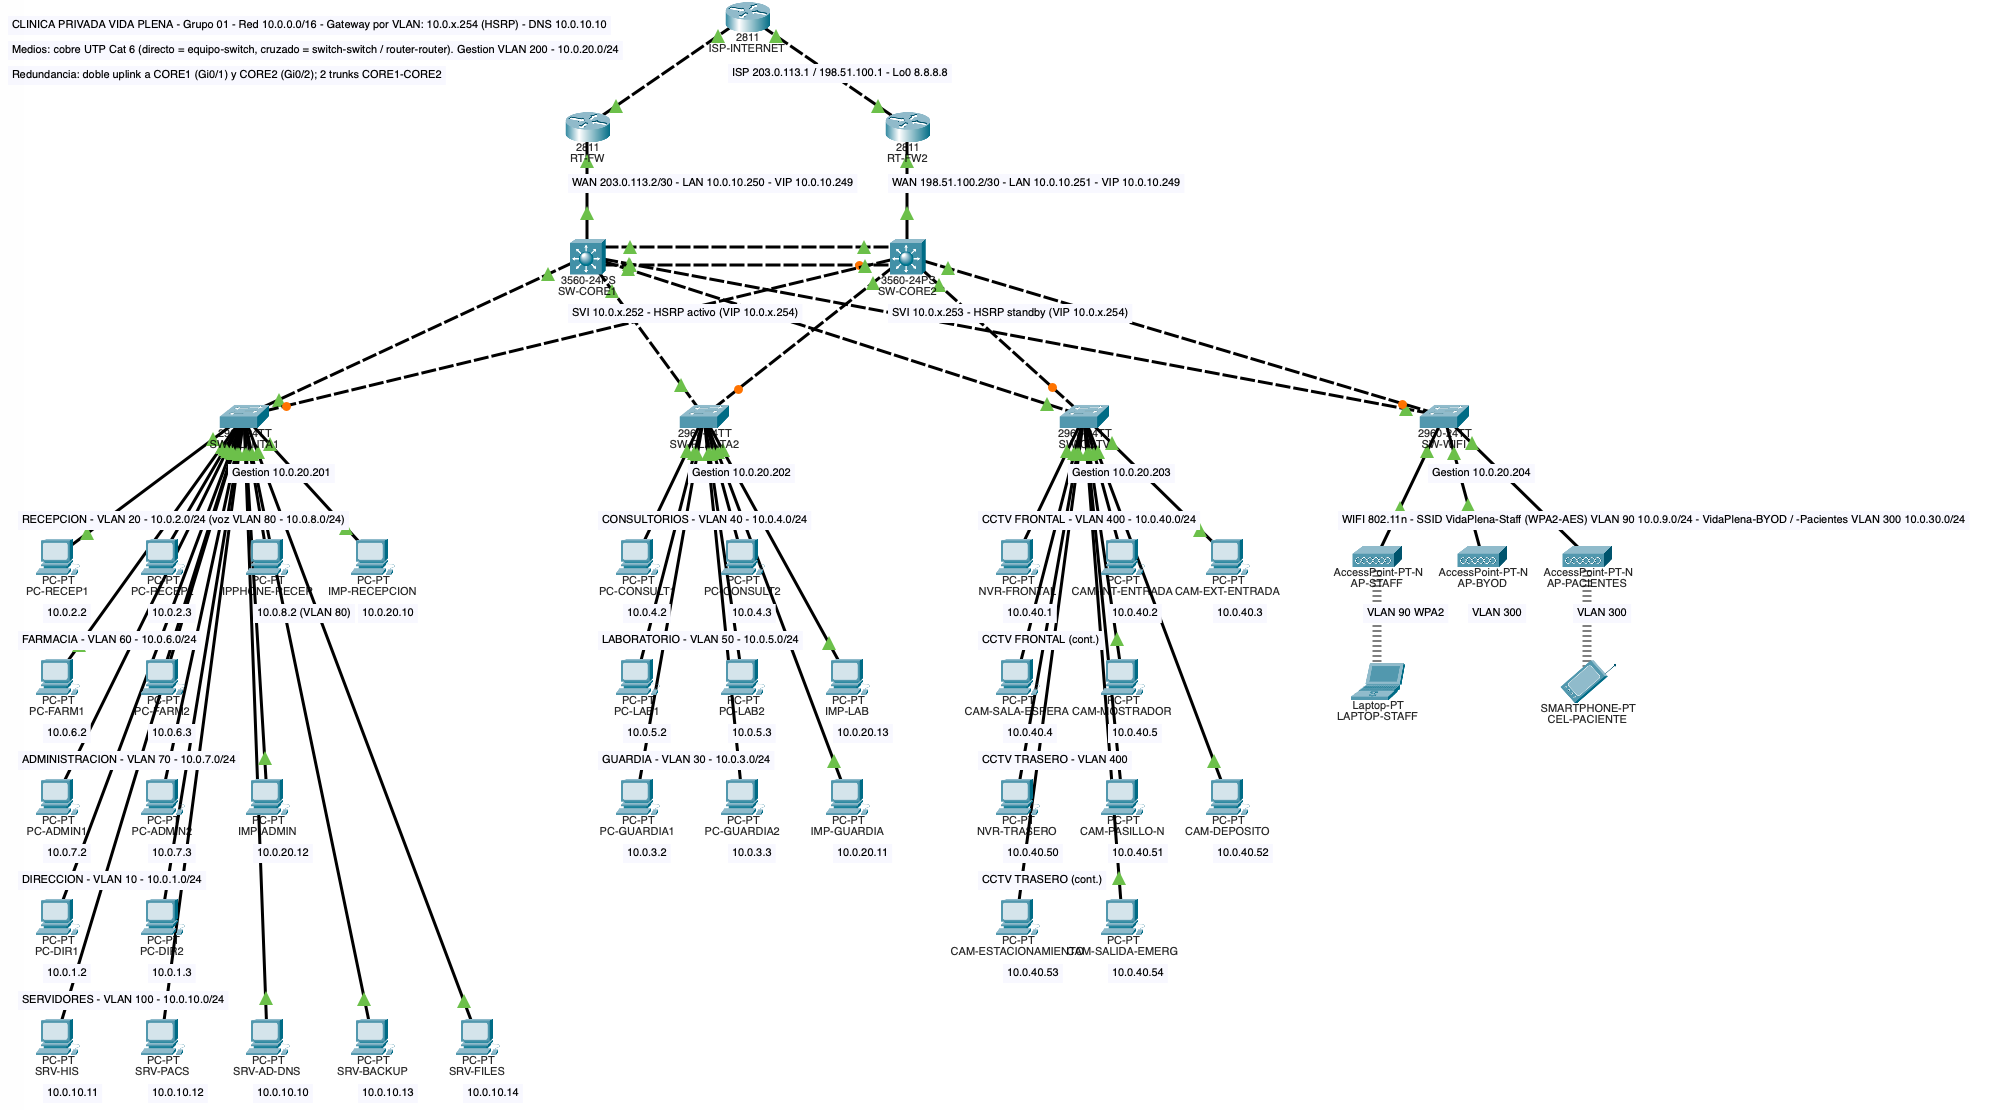 CLINICA PRIVADA VIDA PLENA - Grupo 01 - Red 10.0.0.0/16 - Gateway por VLAN: 10.0.x.254 (HSRP) - DNS 10.0.10.10
Medios: cobre UTP Cat 6 (directo = equipo-switch, cruzado = switch-switch / router-router). Gestion VLAN 200 - 10.0.20.0/24
Redundancia: doble uplink a CORE1 (Gi0/1) y CORE2 (Gi0/2); 2 trunks CORE1-CORE2
2811
ISP-INTERNET
ISP 203.0.113.1 / 198.51.100.1 - Lo0 8.8.8.8
2811
RT-FW
2811
RT-FW2
WAN 203.0.113.2/30 - LAN 10.0.10.250 - VIP 10.0.10.249
WAN 198.51.100.2/30 - LAN 10.0.10.251 - VIP 10.0.10.249
3560-24PS
SW-CORE1
3560-24PS
SW-CORE2
SVI 10.0.x.252 - HSRP activo (VIP 10.0.x.254)
SVI 10.0.x.253 - HSRP standby (VIP 10.0.x.254)
2960-24TT
SW-WIFI
Gestion 10.0.20.201
Gestion 10.0.20.202
Gestion 10.0.20.203
Gestion 10.0.20.204
RECEPCION - VLAN 20 - 10.0.2.0/24 (voz VLAN 80 - 10.0.8.0/24)
CONSULTORIOS - VLAN 40 - 10.0.4.0/24
CCTV FRONTAL - VLAN 400 - 10.0.40.0/24
WIFI 802.11n - SSID VidaPlena-Staff (WPA2-AES) VLAN 90 10.0.9.0/24 - VidaPlena-BYOD / -Pacientes VLAN 300 10.0.30.0/24
PC-PT
PC-RECEP1
PC-PT
PC-RECEP2
PC-PT
IPPHONE-RECEP
PC-PT
IMP-RECEPCION
PC-PT
PC-CONSULT1
PC-PT
PC-CONSULT2
PC-PT
NVR-FRONTAL
PC-PT
CAM-INT-ENTRADA
PC-PT
CAM-EXT-ENTRADA
AccessPoint-PT-N
AP-STAFF
AccessPoint-PT-N
AP-BYOD
AccessPoint-PT-N
AP-PACIENTES
10.0.2.2
10.0.2.3
10.0.8.2 (VLAN 80)
10.0.20.10
10.0.4.2
10.0.4.3
10.0.40.1
10.0.40.2
10.0.40.3
VLAN 90 WPA2
VLAN 300
VLAN 300
FARMACIA - VLAN 60 - 10.0.6.0/24
LABORATORIO - VLAN 50 - 10.0.5.0/24
CCTV FRONTAL (cont.)
PC-PT
PC-FARM1
PC-PT
PC-FARM2
PC-PT
PC-LAB1
PC-PT
PC-LAB2
PC-PT
IMP-LAB
PC-PT
CAM-SALA-ESPERA
PC-PT
CAM-MOSTRADOR
Laptop-PT
LAPTOP-STAFF
SMARTPHONE-PT
CEL-PACIENTE
10.0.6.2
10.0.6.3
10.0.5.2
10.0.5.3
10.0.20.13
10.0.40.4
10.0.40.5
ADMINISTRACION - VLAN 70 - 10.0.7.0/24
GUARDIA - VLAN 30 - 10.0.3.0/24
CCTV TRASERO - VLAN 400
PC-PT
PC-ADMIN1
PC-PT
PC-ADMIN2
PC-PT
IMP-ADMIN
PC-PT
PC-GUARDIA1
PC-PT
PC-GUARDIA2
PC-PT
IMP-GUARDIA
PC-PT
NVR-TRASERO
PC-PT
CAM-PASILLO-N
PC-PT
CAM-DEPOSITO
10.0.7.2
10.0.7.3
10.0.20.12
10.0.3.2
10.0.3.3
10.0.20.11
10.0.40.50
10.0.40.51
10.0.40.52
DIRECCION - VLAN 10 - 10.0.1.0/24
CCTV TRASERO (cont.)
PC-PT
PC-DIR1
PC-PT
PC-DIR2
PC-PT
CAM-ESTACIONAMIENTO
PC-PT
CAM-SALIDA-EMERG
10.0.1.2
10.0.1.3
10.0.40.53
10.0.40.54
SERVIDORES - VLAN 100 - 10.0.10.0/24
PC-PT
SRV-HIS
PC-PT
SRV-PACS
PC-PT
SRV-AD-DNS
PC-PT
SRV-BACKUP
PC-PT
SRV-FILES
10.0.10.11
10.0.10.12
10.0.10.10
10.0.10.13
10.0.10.14